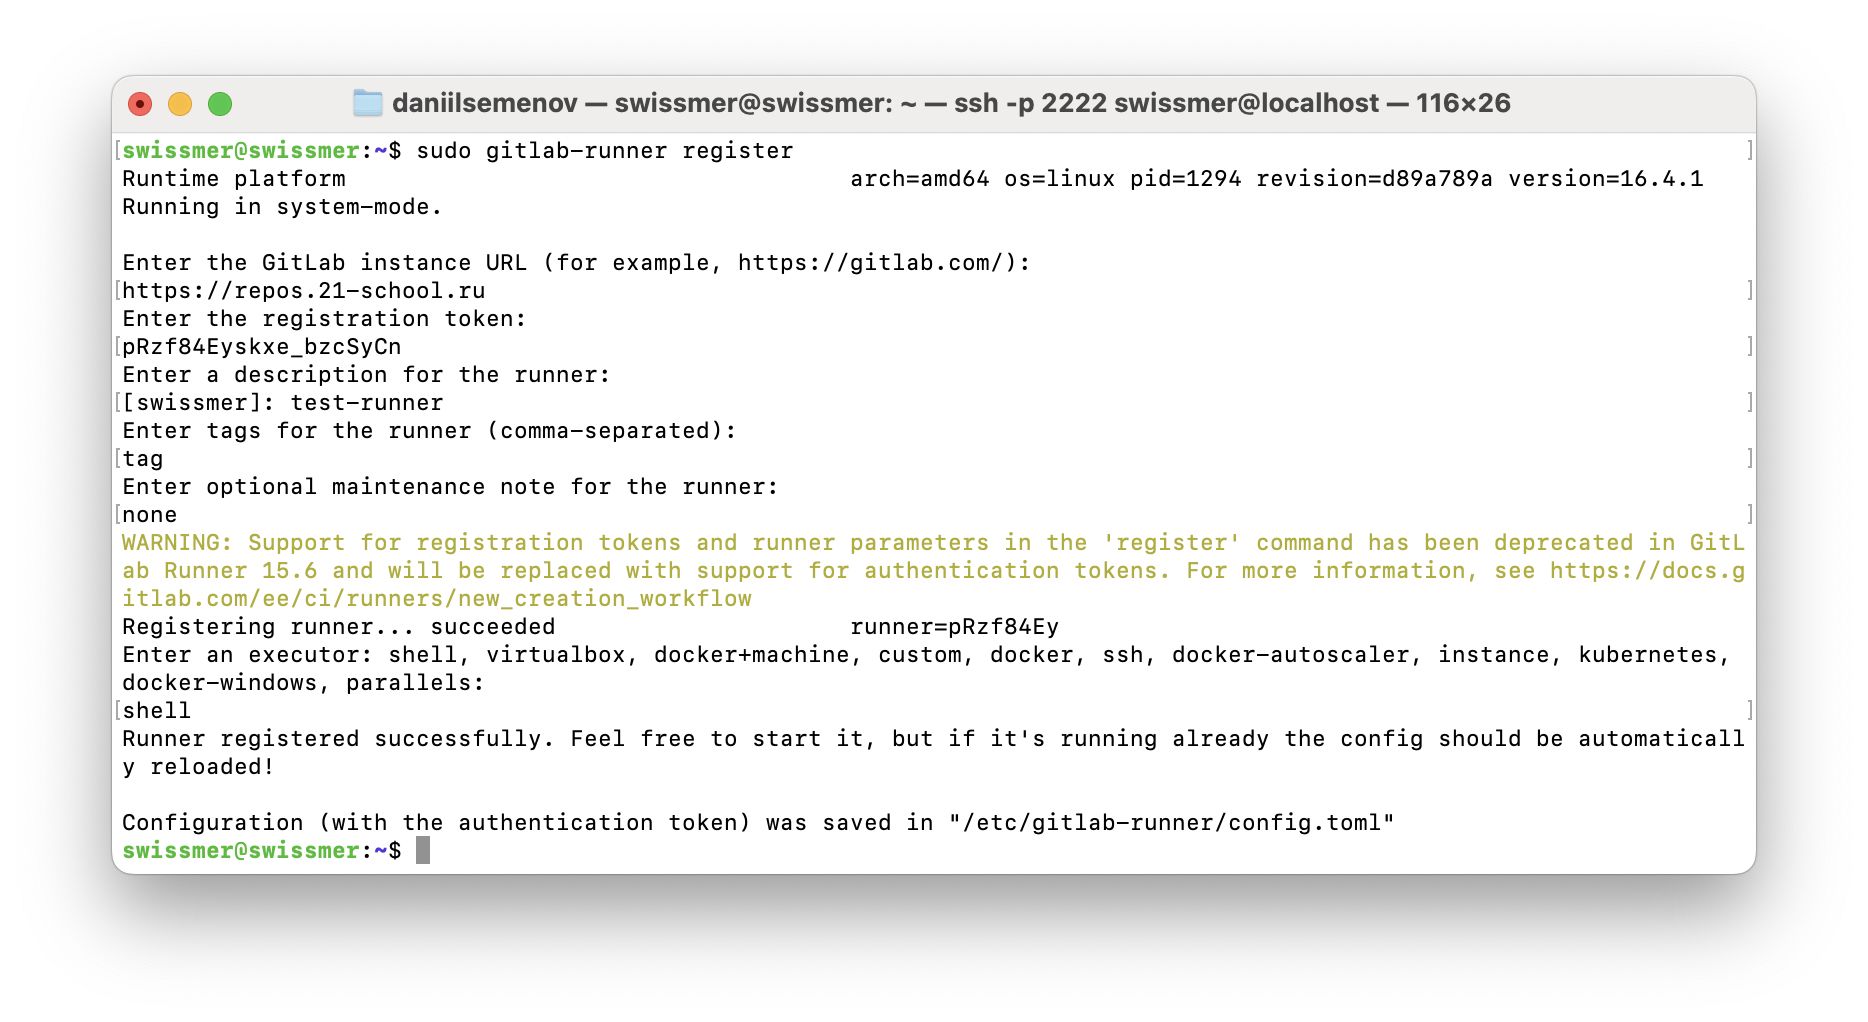 daniilsemenov — swissmer@swissmer: ~ — ssh -p 2222 swissmer@localhost — 116×26
[swissmer@swissmer:~$ sudo gitlab-runner register ]
Runtime platform arch=amd64 os=linux pid=1294 revision=d89a789a version=16.4.1
Running in system-mode.
Enter the GitLab instance URL (for example, https://gitlab.com/):
[https://repos.21-school.ru ]
Enter the registration token:
[pRzf84Eyskxe_bzcSyCn ]
Enter a description for the runner:
[[swissmer]: test-runner ]
Enter tags for the runner (comma-separated):
[tag ]
Enter optional maintenance note for the runner:
[none ]
WARNING: Support for registration tokens and runner parameters in the 'register' command has been deprecated in GitL
ab Runner 15.6 and will be replaced with support for authentication tokens. For more information, see https://docs.g
itlab.com/ee/ci/runners/new_creation_workflow
Registering runner... succeeded runner=pRzf84Ey
Enter an executor: shell, virtualbox, docker+machine, custom, docker, ssh, docker-autoscaler, instance, kubernetes,
docker-windows, parallels:
[shell ]
Runner registered successfully. Feel free to start it, but if it's running already the config should be automaticall
y reloaded!
Configuration (with the authentication token) was saved in "/etc/gitlab-runner/config.toml"
swissmer@swissmer:~$